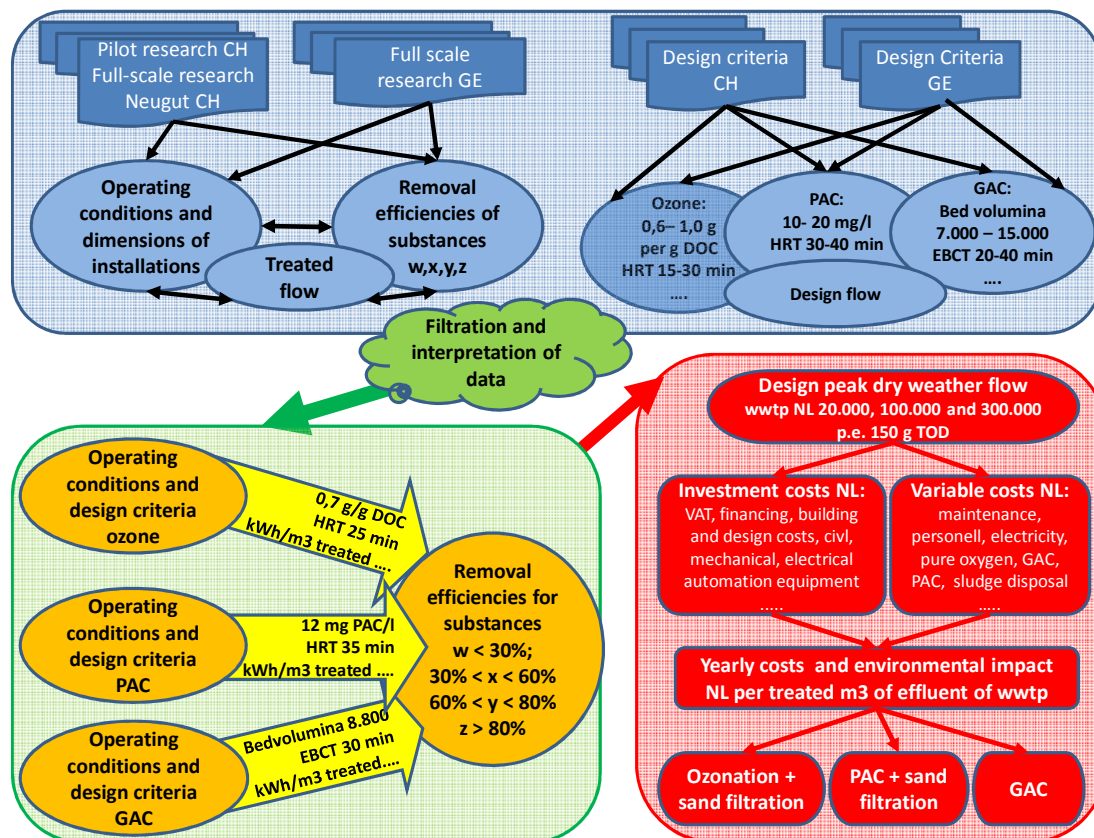 Pilot research CH
Full-scale research
Neugut CH
Full scale
research GE
Design criteria
CH
Design Criteria
GE
Operating
conditions and
dimensions of
installations
Removal
efficiencies of
substances
w,x,y,z
Treated
flow
Ozone:
0,6– 1,0 g
per g DOC
HRT 15-30 min
....
PAC:
10- 20 mg/l
HRT 30-40 min
GAC:
Bed volumina
7.000 – 15.000
EBCT 20-40 min
....
Design flow
Filtration and
interpretation of
data
Operating
conditions and
design criteria
ozone
0,7 g/g DOC
HRT 25 min
kWh/m3 treated ....
Operating
conditions and
design criteria
PAC
12 mg PAC/l
HRT 35 min
kWh/m3 treated ....
Operating
conditions and
design criteria
GAC
Bedvolumina 8.800
EBCT 30 min
kWh/m3 treated....
Removal
efficiencies for
substances
w < 30%;
30% < x < 60%
60% < y < 80%
z > 80%
Design peak dry weather flow
wwtp NL 20.000, 100.000 and 300.000
p.e. 150 g TOD
Investment costs NL:
VAT, financing, building
and design costs, civl,
mechanical, electrical
automation equipment
.....
Variable costs NL:
maintenance,
personell, electricity,
pure oxygen, GAC,
PAC, sludge disposal
.....
Yearly costs and environmental impact
NL per treated m3 of effluent of wwtp
Ozonation +
sand filtration
PAC + sand
filtration
GAC